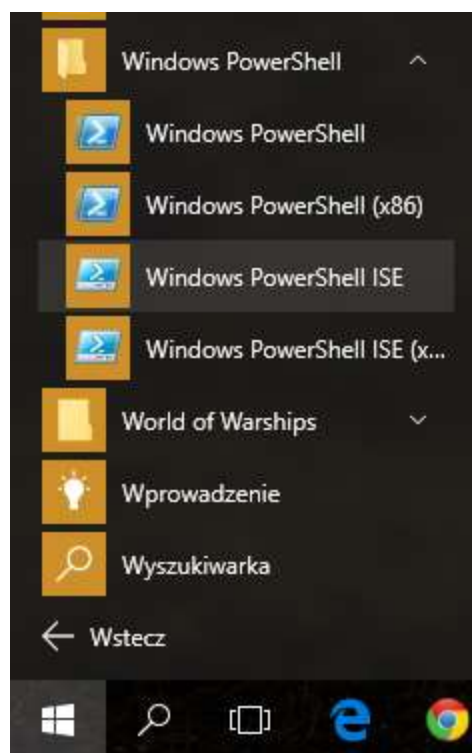 Windows PowerShell
Windows PowerShell
Windows PowerShell (x86)
Windows PowerShell ISE
Windows PowerShell ISE (x...
World of Warships
Wprowadzenie
Wyszukiwarka
Wstecz